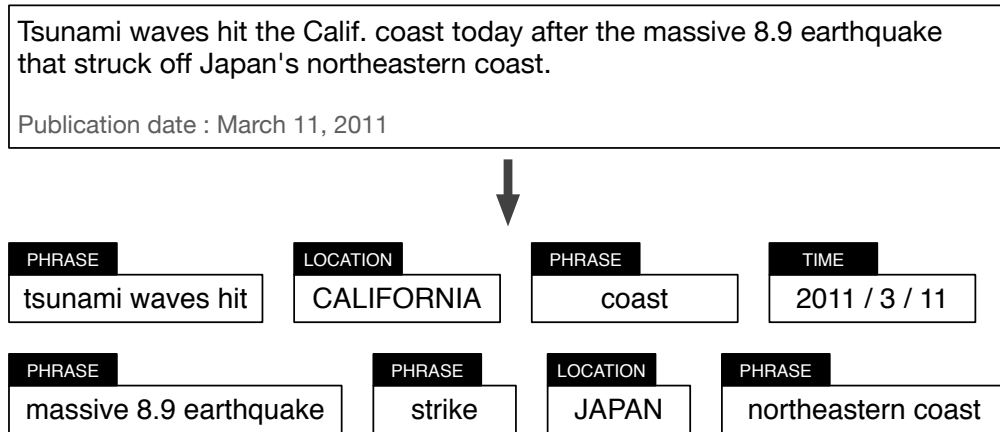 Tsunami waves hit the Calif. coast today after the massive 8.9 earthquake
that struck off Japan's northeastern coast.
Publication date : March 11, 2011
PHRASE LOCATION PHRASE TIME
tsunami waves hit CALIFORNIA coast 2011 / 3 / 11
PHRASE PHRASE LOCATION PHRASE
massive 8.9 earthquake strike JAPAN northeastern coast